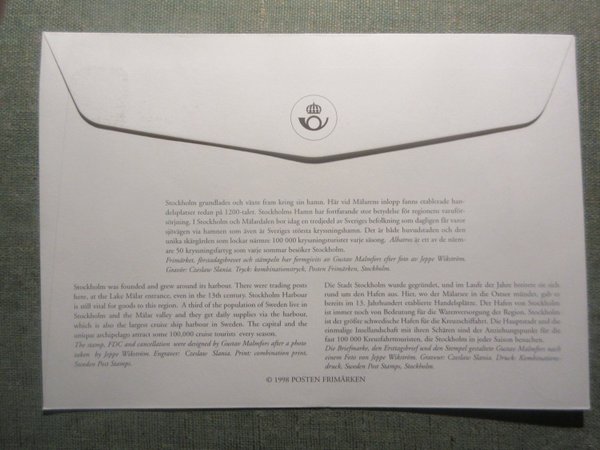 Stockholm grundlades och växte fram kring sin hamn. Här vid Mälarens inlopp fanns etablerade han-
delsplatser redan på 1200-talet. Stockholms Hamn har fortfarande stor betydelse för regionens varuför-
sörjning. I Stockholm och Mälardalen bor idag en tredjedel av Sveriges befolkning som dagligen får varor
sjövägen via hamnen som även är Sveriges största kryssningshamn. Det är både huvudstaden och den
unika skärgården som lockar närmre 100 000 kryssningsturister varje säsong. Albatros är ett av de närm-
are 50 kryssningsfartyg som varje sommar besöker Stockholm.
Frimärket, förstadagsbrevet och stämpeln har formgivits av Gustav Malmfors efter foto av Jeppe Wikström.
Gravör: Czeslaw Slania. Tryck: kombinationstryck, Posten Frimärken, Stockholm.
Stockholm was founded and grew around its harbour. There were trading posts
here, at the Lake Mälar entrance, even in the 13th century. Stockholm Harbour
is still vital for goods to this region. A third of the population of Sweden live in
Stockholm and the Mälar valley and they get daily supplies via the harbour,
which is also the largest cruise ship harbour in Sweden. The capital and the
unique archpelago attract some 100,000 cruise tourists every season.
The stamp, FDC and cancellation were designed by Gustav Malmfors after a photo
taken by Jeppe Wikström. Engraver: Czeslaw Slania. Print: combination print,
Sweden Post Stamps.
Die Stadt Stockholm wurde gegründet, und im Laufe der Jahre breitete sie sich
rund um den Hafen aus. Hier, wo der Mälarsee in die Ostsee mündet, gab es
bereits im 13. Jahrhundert etablierte Handelsplätze. Der Hafen von Stockholm
ist immer noch von Bedeutung für die Warenversorgung der Region. Stockholm
ist der größte schwedische Hafen für die Kreuzschiffahrt. Die Hauptstadt und die
einmalige Insellandschaft mit ihren Schären sind der Anziehungspunkt für die
fast 100 000 Kreuzfahrttouristen, die Stockholm in jeder Saison besuchen.
Die Briefmarke, den Ersttagsbrief und den Stempel gestaltete Gustav Malmfors nach
einem Foto von Jeppe Wikström. Graveur: Czeslaw Slania. Druck: Kombinations-
druck, Sweden Post Stamps, Stockholm.
© 1998 POSTEN FRIMÄRKEN